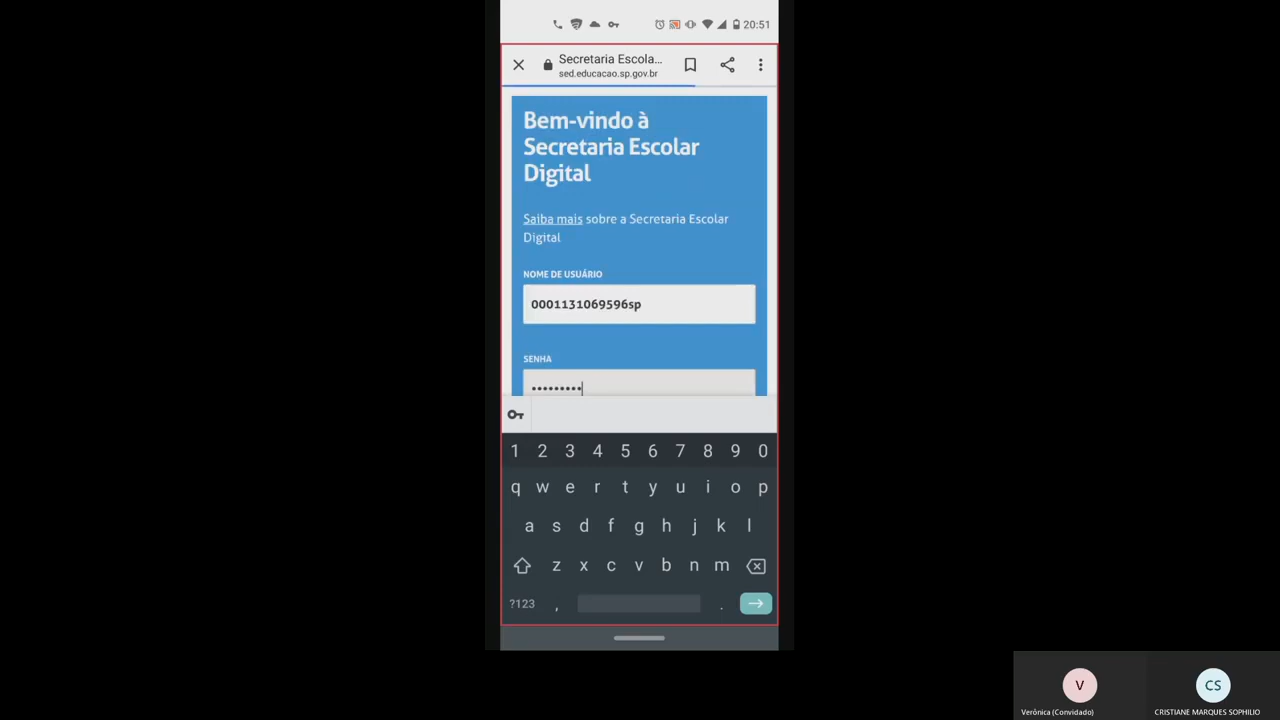 20:51
Secretaria Escola...
sed.educacao.sp.gov.br
Bem-vindo à
Secretaria Escolar
Digital
Saiba mais sobre a Secretaria Escolar
Digital
NOME DE USUÁRIO
0001131069596sp
SENHA
•••••••••
1 2 3 4 5 6 7 8 9 0
q w e r t y u i o p
a s d f g h j k l
z x c v b n m
?123 , .
V
CS
Verônica (Convidado)
CRISTIANE MARQUES SOPHILIO